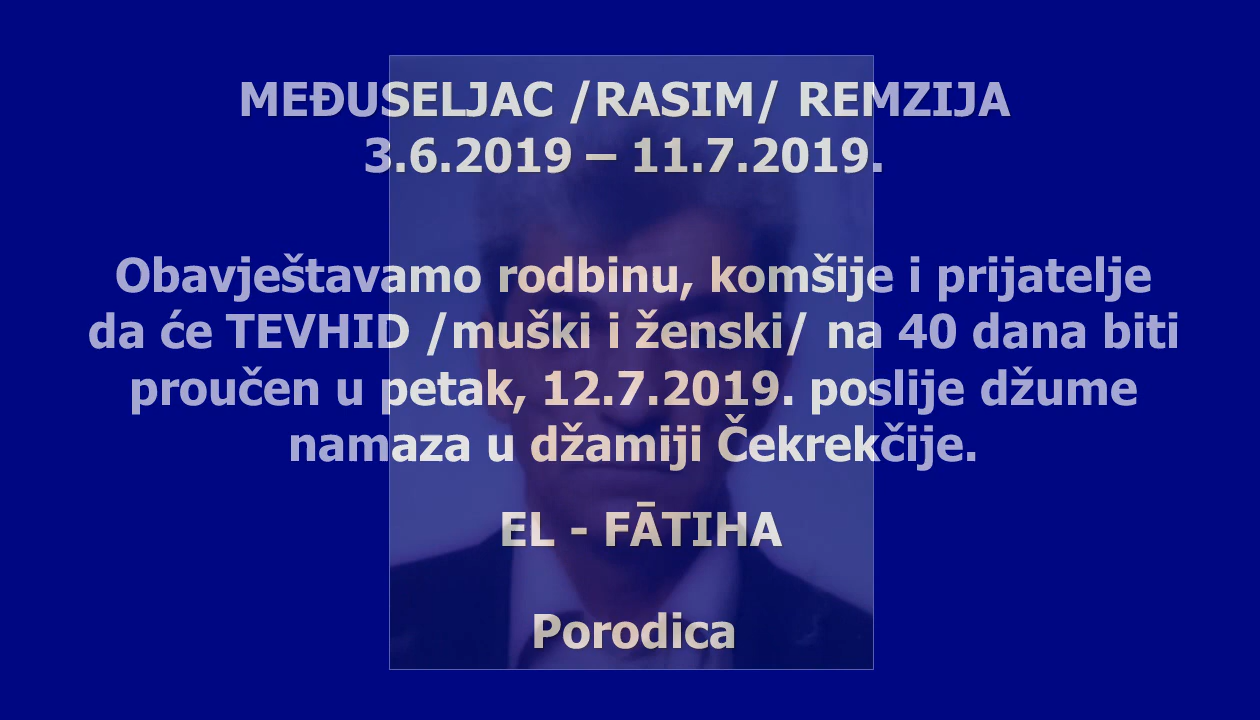 MEĐUSELJAC /RASIM/ REMZIJA
3.6.2019 – 11.7.2019.
Obavještavamo rodbinu, komšije i prijatelje
da će TEVHID /muški i ženski/ na 40 dana biti
proučen u petak, 12.7.2019. poslije džume
namaza u džamiji Čekrekčije.
EL - FĀTIHA
Porodica